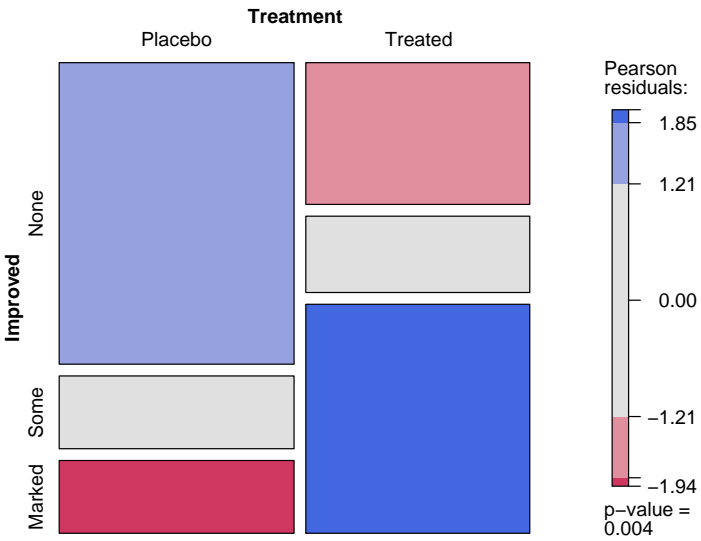 Treatment
Placebo
Treated
Improved
None
Some
Marked
Pearson
residuals:
1.85
1.21
0.00
−1.21
−1.94
p−value =
0.004